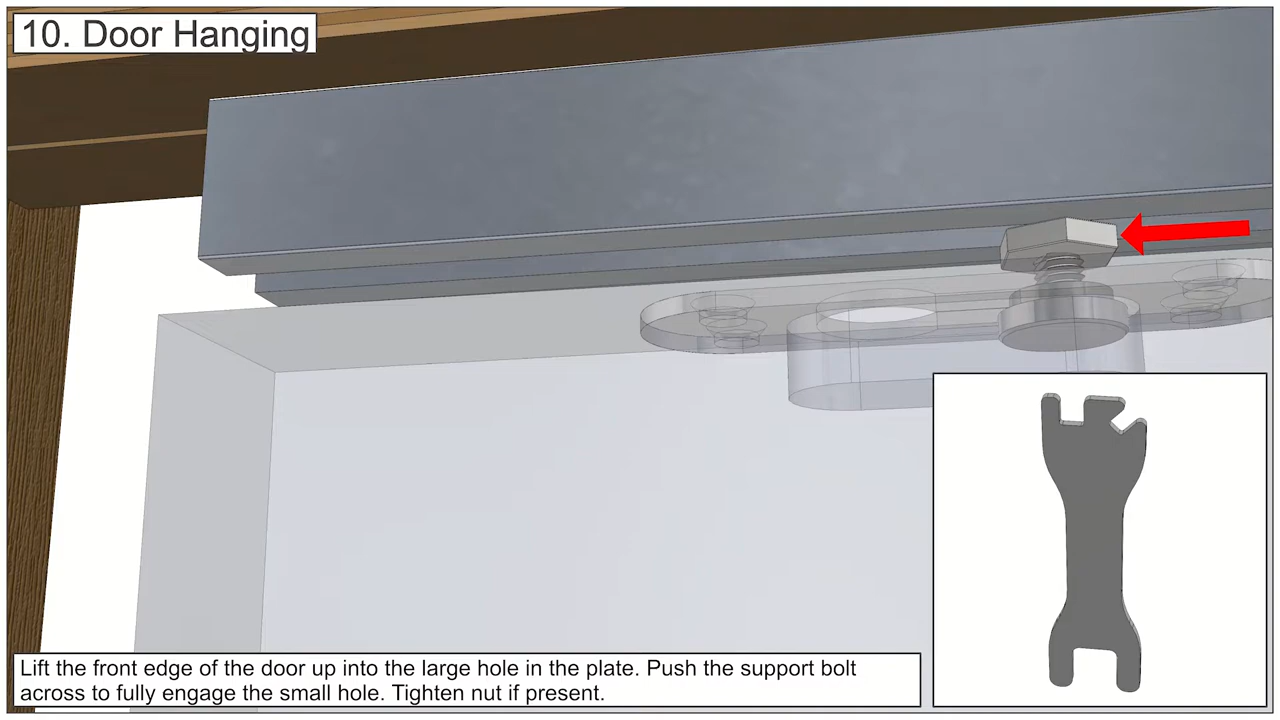 10. Door Hanging
Lift the front edge of the door up into the large hole in the plate. Push the support bolt
across to fully engage the small hole. Tighten nut if present.